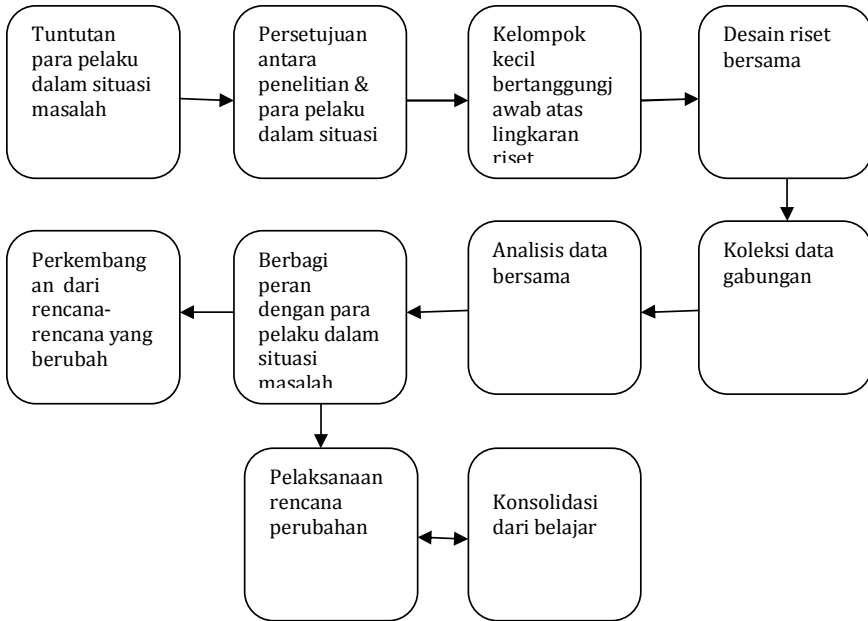 Tuntutan
para pelaku
dalam situasi
masalah
Persetujuan
antara
penelitian &
para pelaku
dalam situasi
Kelompok
kecil
bertanggungj
awab atas
lingkaran
riset
Desain riset
bersama
Perkembang
an dari
rencana-
rencana yang
berubah
Berbagi
peran
dengan para
pelaku dalam
situasi
masalah
Analisis data
bersama
Koleksi data
gabungan
Pelaksanaan
rencana
perubahan
Konsolidasi
dari belajar